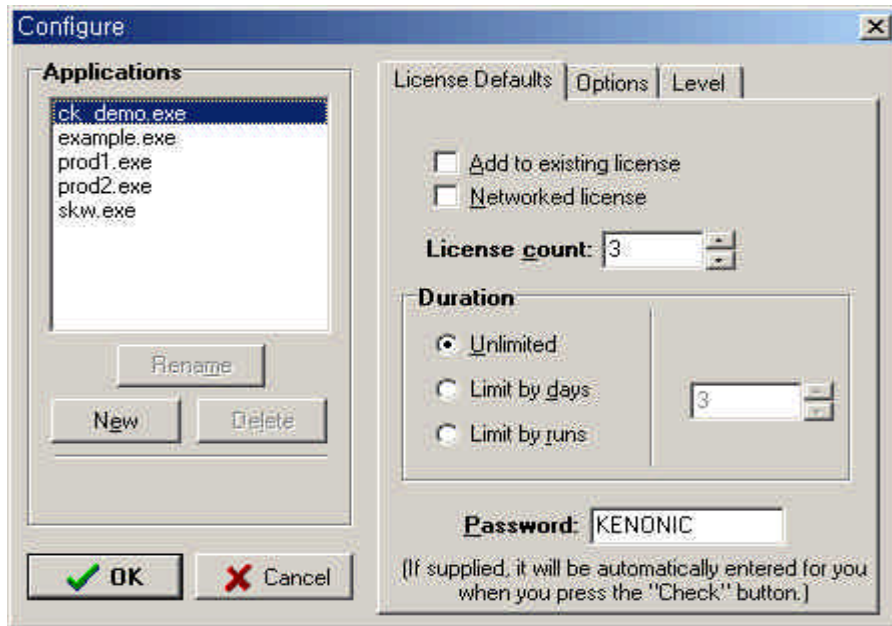 Configure
Applications
ck_demo.exe
example.exe
prod1.exe
prod2.exe
skw.exe
Rename
New
Delete
OK
Cancel
License Defaults
Options
Level
Add to existing license
Networked license
License count: 3
Duration
Unlimited
Limit by days
Limit by runs
3
Password: KENONIC
(If supplied, it will be automatically entered for you
when you press the "Check" button.)